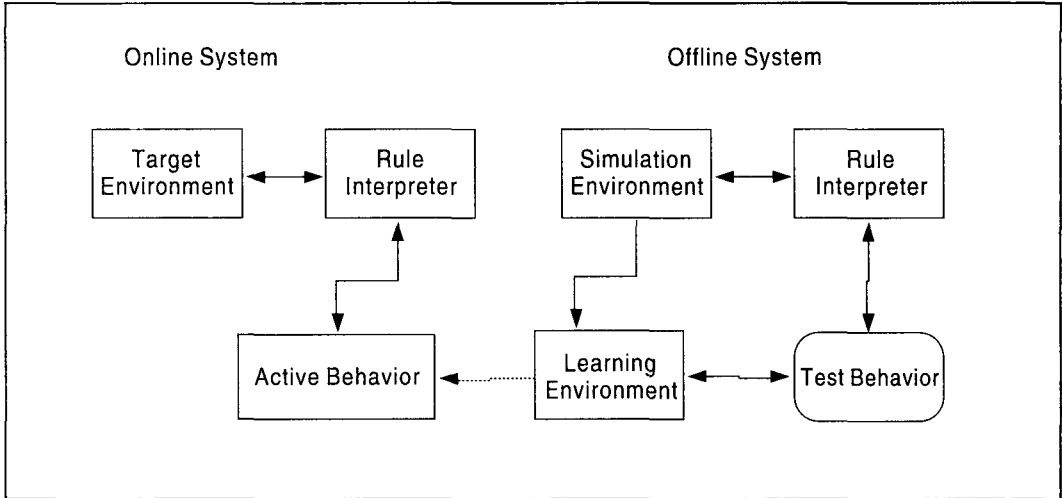 Online System
Offline System
Target
Environment
Rule
Interpreter
Simulation
Environment
Rule
Interpreter
Active Behavior
Learning
Environment
Test Behavior